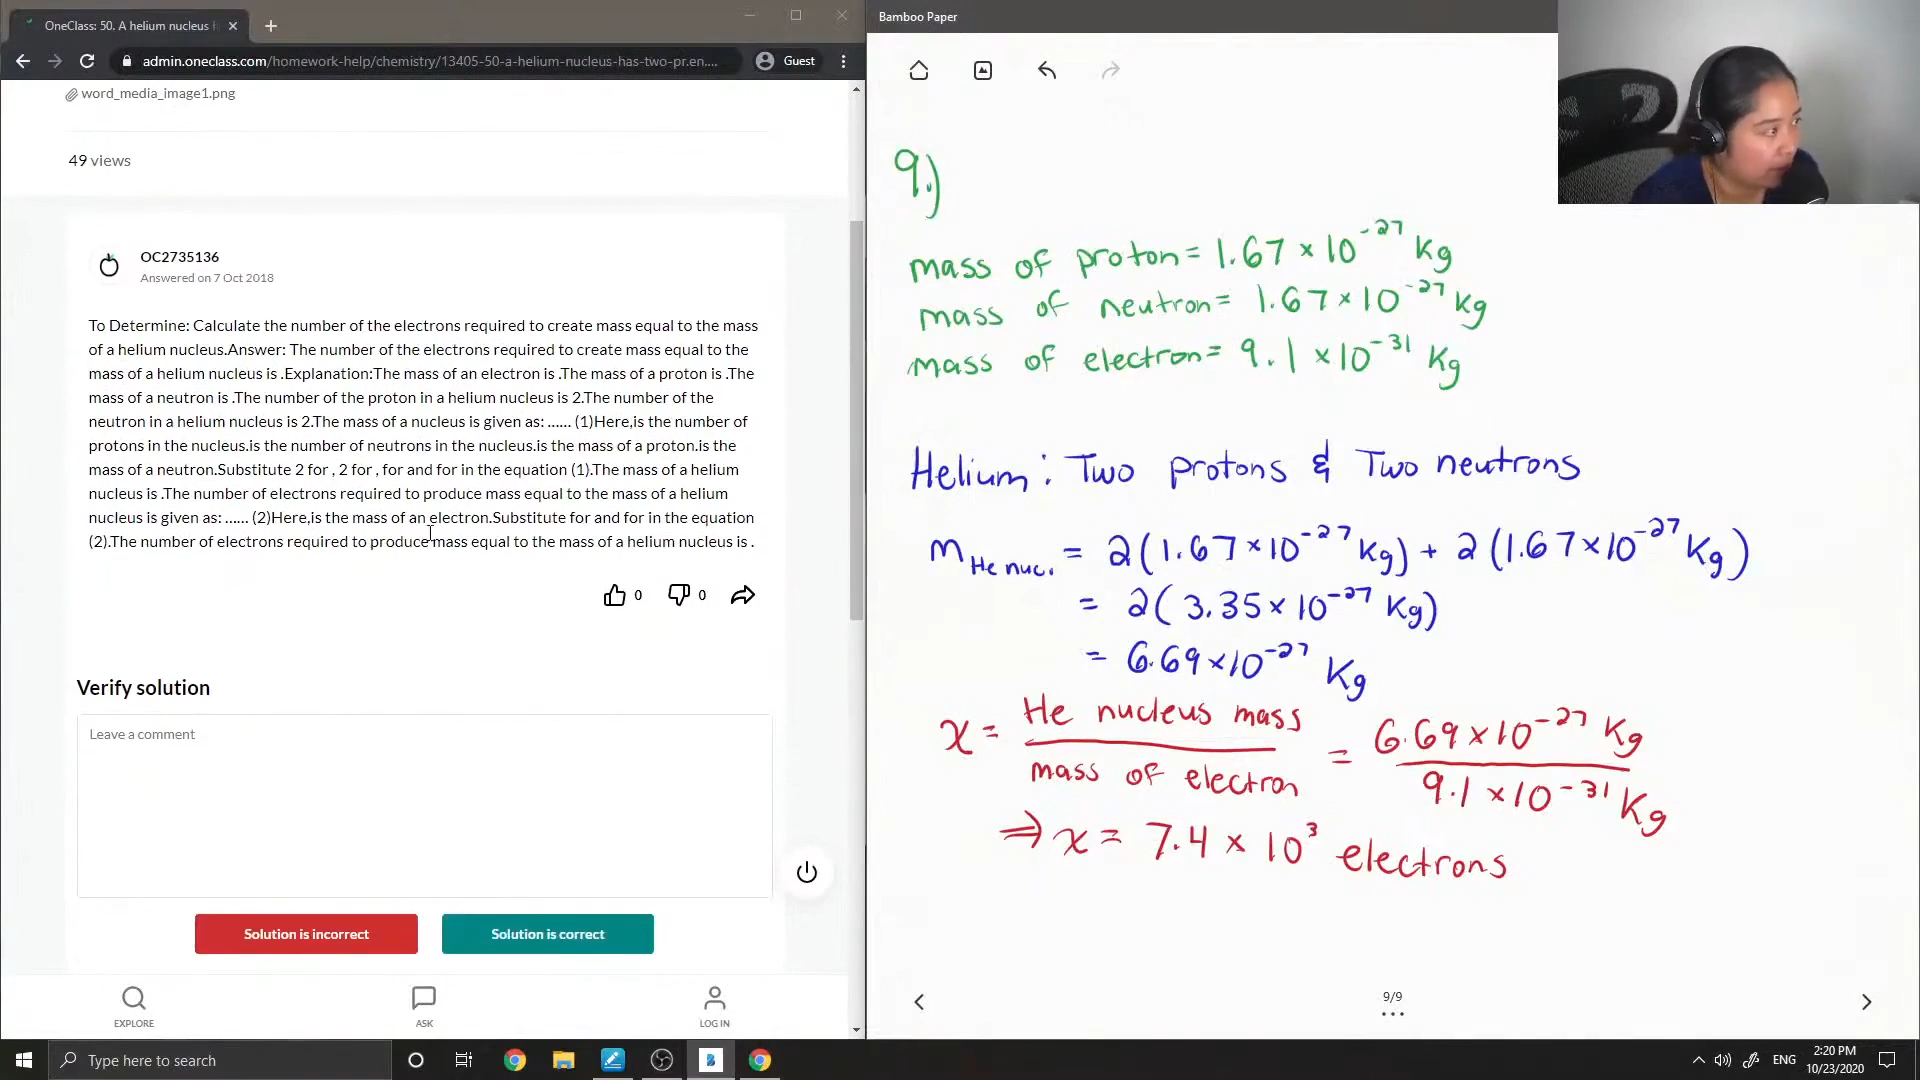 OneClass: 50. A helium nucleus h
admin.oneclass.com/homework-help/chemistry/13405-50-a-helium-nucleus-has-two-pr.en....
Guest
word_media_image1.png
49 views
OC2735136
Answered on 7 Oct 2018
To Determine: Calculate the number of the electrons required to create mass equal to the mass
of a helium nucleus.Answer: The number of the electrons required to create mass equal to the
mass of a helium nucleus is .Explanation:The mass of an electron is .The mass of a proton is .The
mass of a neutron is .The number of the proton in a helium nucleus is 2.The number of the
neutron in a helium nucleus is 2.The mass of a nucleus is given as: ...... (1)Here,is the number of
protons in the nucleus.is the number of neutrons in the nucleus.is the mass of a proton.is the
mass of a neutron.Substitute 2 for , 2 for , for and for in the equation (1).The mass of a helium
nucleus is .The number of electrons required to produce mass equal to the mass of a helium
nucleus is given as: ...... (2)Here,is the mass of an electron.Substitute for and for in the equation
(2).The number of electrons required to produce mass equal to the mass of a helium nucleus is .
0
0
Verify solution
Leave a comment
Solution is incorrect
Solution is correct
EXPLORE
ASK
LOG IN
Bamboo Paper
9.)
mass of proton = 1.67 × 10⁻²⁷ Kg
mass of neutron = 1.67 × 10⁻²⁷ Kg
mass of electron = 9.1 × 10⁻³¹ Kg
Helium: Two protons & Two neutrons
m He nuc. = 2(1.67×10⁻²⁷ Kg) + 2(1.67×10⁻²⁷ Kg)
= 2(3.35×10⁻²⁷ Kg)
= 6.69×10⁻²⁷ Kg
x = He nucleus mass / mass of electron = 6.69×10⁻²⁷ Kg / 9.1×10⁻³¹ Kg
⇒ x = 7.4 × 10³ electrons
9/9
Type here to search
ENG
2:20 PM
10/23/2020